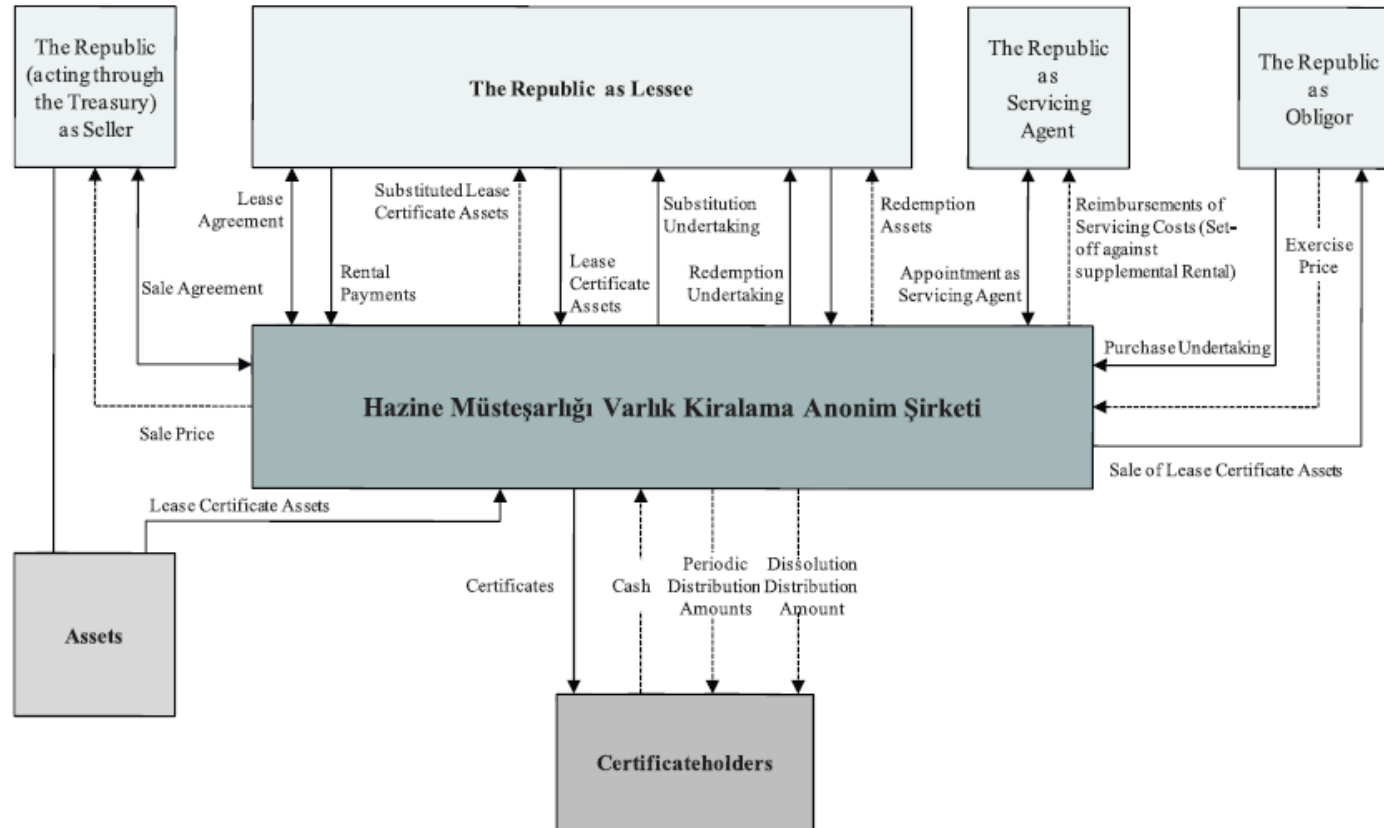 The Republic
(acting through
the Treasury)
as Seller
The Republic as Lessee
The Republic
as
Servicing
Agent
The Republic
as
Obligor
Lease
Agreement
Rental
Payments
Substituted Lease
Certificate Assets
Lease
Certificate
Assets
Substitution
Undertaking
Redemption
Undertaking
Redemption
Assets
Appointment as
Servicing Agent
Reimbursements of
Servicing Costs (Set-
off against
supplemental Rental)
Exercise
Price
Sale Agreement
Purchase Undertaking
Hazine Müsteşarlığı Varlık Kiralama Anonim Şirketi
Sale Price
Sale of Lease Certificate Assets
Lease Certificate Assets
Certificates
Cash
Periodic
Distribution
Amounts
Dissolution
Distribution
Amount
Assets
Certificateholders